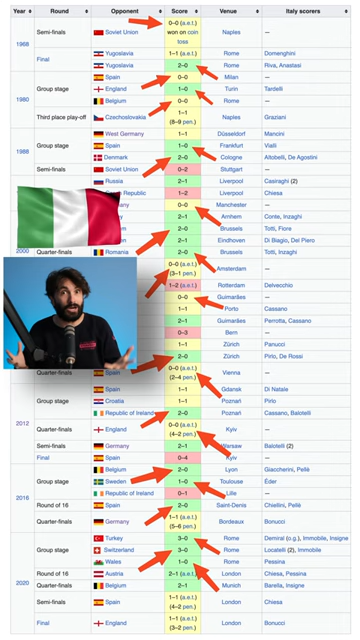 Year Round Opponent Score Venue Italy scorers
1968 Semi-finals Soviet Union 0–0 (a.e.t.) won on coin toss Naples —
Final Yugoslavia 1–1 (a.e.t.) Rome Domenghini
Yugoslavia 2–0 Rome Riva, Anastasi
1980 Group stage Spain 0–0 Milan —
England 1–0 Turin Tardelli
Belgium 0–0 Rome —
Third place play-off Czechoslovakia 1–1 (8–9 pen.) Naples Graziani
1988 Group stage West Germany 1–1 Düsseldorf Mancini
Spain 1–0 Frankfurt Vialli
Denmark 2–0 Cologne Altobelli, De Agostini
Semi-finals Soviet Union 0–2 Stuttgart —
Russia 2–1 Liverpool Casiraghi (2)
Republic 1–2 Liverpool Chiesa
0–0 Manchester —
2–1 Arnhem Conte, Inzaghi
2–0 Brussels Totti, Fiore
2–1 Eindhoven Di Biagio, Del Piero
2000 Quarter-finals Romania 2–0 Brussels Totti, Inzaghi
0–0 (a.e.t.) (3–1 pen.) Amsterdam —
1–2 (a.e.t.) Rotterdam Delvecchio
0–0 Guimarães —
1–1 Porto Cassano
2–1 Guimarães Perrotta, Cassano
0–3 Bern —
1–1 Zürich Panucci
2–0 Zürich Pirlo, De Rossi
Quarter-finals Spain 0–0 (a.e.t.) (2–4 pen.) Vienna —
2012 Group stage Spain 1–1 Gdańsk Di Natale
Croatia 1–1 Poznań Pirlo
Republic of Ireland 2–0 Poznań Cassano, Balotelli
Quarter-finals England 0–0 (a.e.t.) (4–2 pen.) Kyiv —
Semi-finals Germany 2–1 Warsaw Balotelli (2)
Final Spain 0–4 Kyiv —
2016 Group stage Belgium 2–0 Lyon Giaccherini, Pellè
Sweden 1–0 Toulouse Éder
Republic of Ireland 0–1 Lille —
Round of 16 Spain 2–0 Saint-Denis Chiellini, Pellè
Quarter-finals Germany 1–1 (a.e.t.) (5–6 pen.) Bordeaux Bonucci
2020 Group stage Turkey 3–0 Rome Demiral (o.g.), Immobile, Insigne
Switzerland 3–0 Rome Locatelli (2), Immobile
Wales 1–0 Rome Pessina
Round of 16 Austria 2–1 (a.e.t.) London Chiesa, Pessina
Quarter-finals Belgium 2–1 Munich Barella, Insigne
Semi-finals Spain 1–1 (a.e.t.) (4–2 pen.) London Chiesa
Final England 1–1 (a.e.t.) (3–2 pen.) London Bonucci